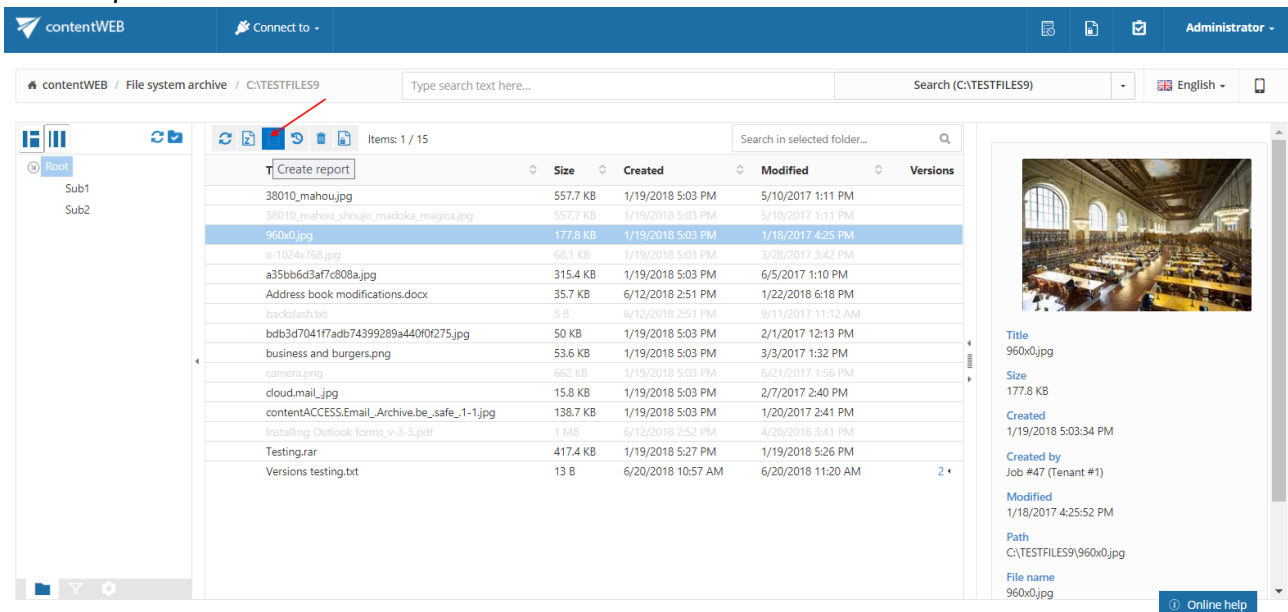 contentWEB
Connect to
Administrator
contentWEB / File system archive / C:\TESTFILES9
Type search text here...
Search (C:\TESTFILES9)
English
Items: 1 / 15
Search in selected folder...
Root
Sub1
Sub2
Create report
T Size Created Modified Versions
38010_mahou.jpg 557.7 KB 1/19/2018 5:03 PM 5/10/2017 1:11 PM
38010_mahou_shoujo_madoka_magica.jpg 557.7 KB 1/19/2018 5:03 PM 5/10/2017 1:11 PM
960x0.jpg 177.8 KB 1/19/2018 5:03 PM 1/18/2017 4:25 PM
a-1024x768.jpg 68.1 KB 1/19/2018 5:03 PM 3/28/2017 3:42 PM
a35bb6d3af7c808a.jpg 315.4 KB 1/19/2018 5:03 PM 6/5/2017 1:10 PM
Address book modifications.docx 35.7 KB 6/12/2018 2:51 PM 1/22/2018 6:18 PM
backslash.txt 5 B 6/12/2018 2:51 PM 9/11/2017 11:12 AM
bdb3d7041f7adb74399289a440f0f275.jpg 50 KB 1/19/2018 5:03 PM 2/1/2017 12:13 PM
business and burgers.png 53.6 KB 1/19/2018 5:03 PM 3/3/2017 1:32 PM
camera.png 662 KB 1/19/2018 5:03 PM 6/21/2017 1:56 PM
cloud.mail_.jpg 15.8 KB 1/19/2018 5:03 PM 2/7/2017 2:40 PM
contentACCESS.Email_.Archive.be_.safe_.1-1.jpg 138.7 KB 1/19/2018 5:03 PM 1/20/2017 2:41 PM
Installing Outlook forms_v-3-5.pdf 1 MB 6/12/2018 2:52 PM 4/20/2018 3:41 PM
Testing.rar 417.4 KB 1/19/2018 5:27 PM 1/19/2018 5:26 PM
Versions testing.txt 13 B 6/20/2018 10:57 AM 6/20/2018 11:20 AM 2
Title
960x0.jpg
Size
177.8 KB
Created
1/19/2018 5:03:34 PM
Created by
Job #47 (Tenant #1)
Modified
1/18/2017 4:25:52 PM
Path
C:\TESTFILES9\960x0.jpg
File name
960x0.jpg
Online help